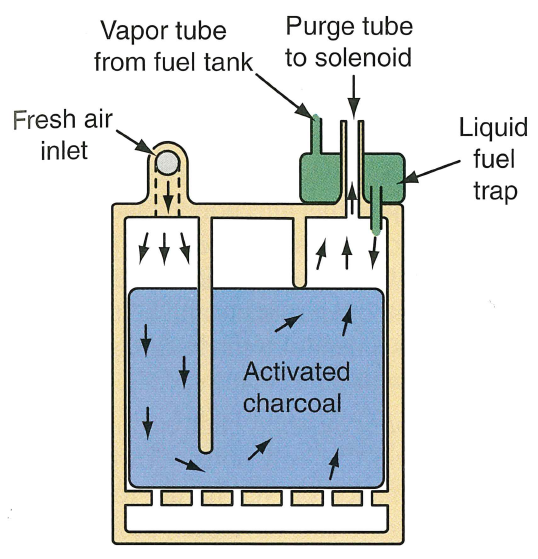 Vapor tube
from fuel tank
Purge tube
to solenoid
Fresh air
inlet
Liquid
fuel
trap
Activated
charcoal